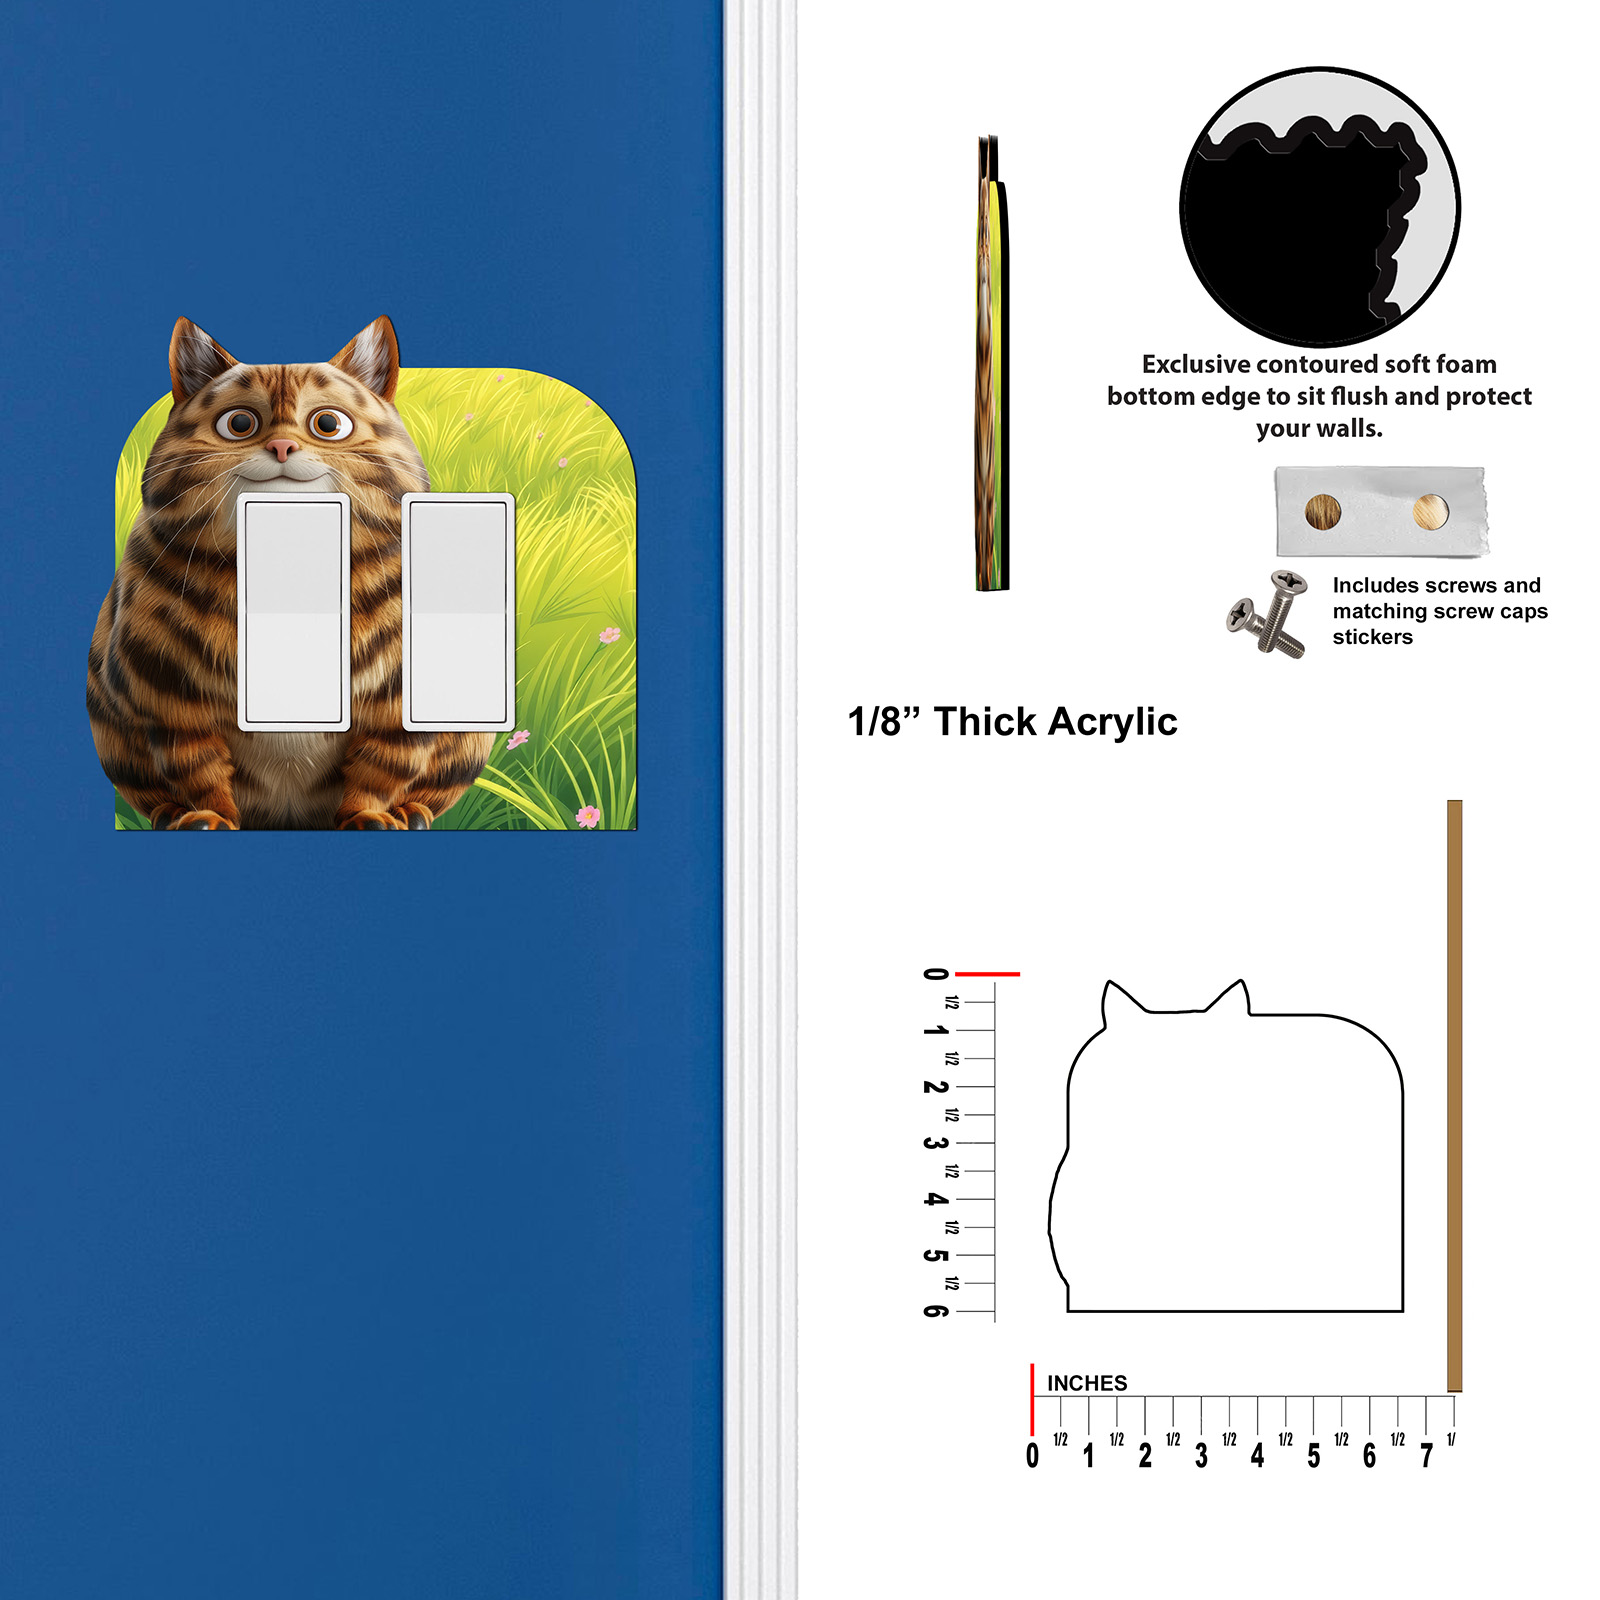 Exclusive contoured soft foam
bottom edge to sit flush and protect
your walls.
Includes screws and
matching screw caps
stickers
1/8” Thick Acrylic
0
1/2
1
1/2
2
1/2
3
1/2
4
1/2
5
1/2
6
INCHES
0 1/2 1 1/2 2 1/2 3 1/2 4 1/2 5 1/2 6 1/2 7 1/